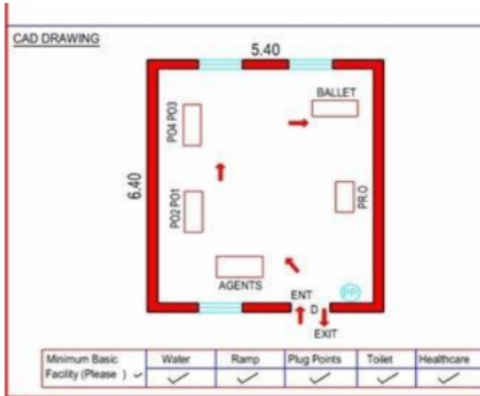 CAD DRAWING
5.40
BALLET
PO4 PO3
6.40
PO2 PO1
PR.O
AGENTS
ENT
PP
D
EXIT
Minimum Basic Facility (Please ) ✓
Water
Ramp
Plug Points
Toilet
Healthcare
✓ ✓ ✓ ✓ ✓